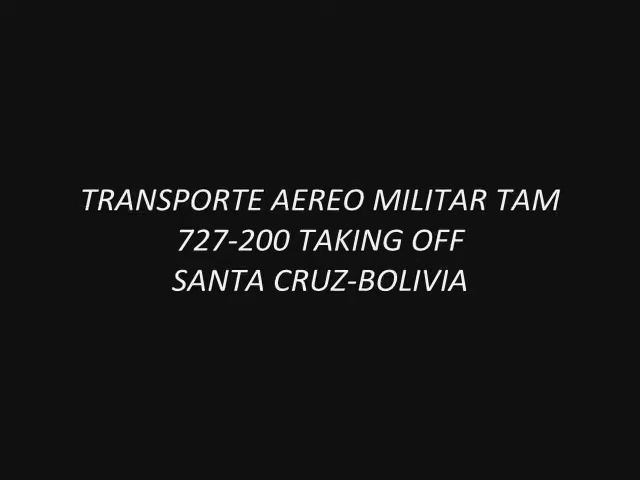 TRANSPORTE AEREO MILITAR TAM
727-200 TAKING OFF
SANTA CRUZ-BOLIVIA